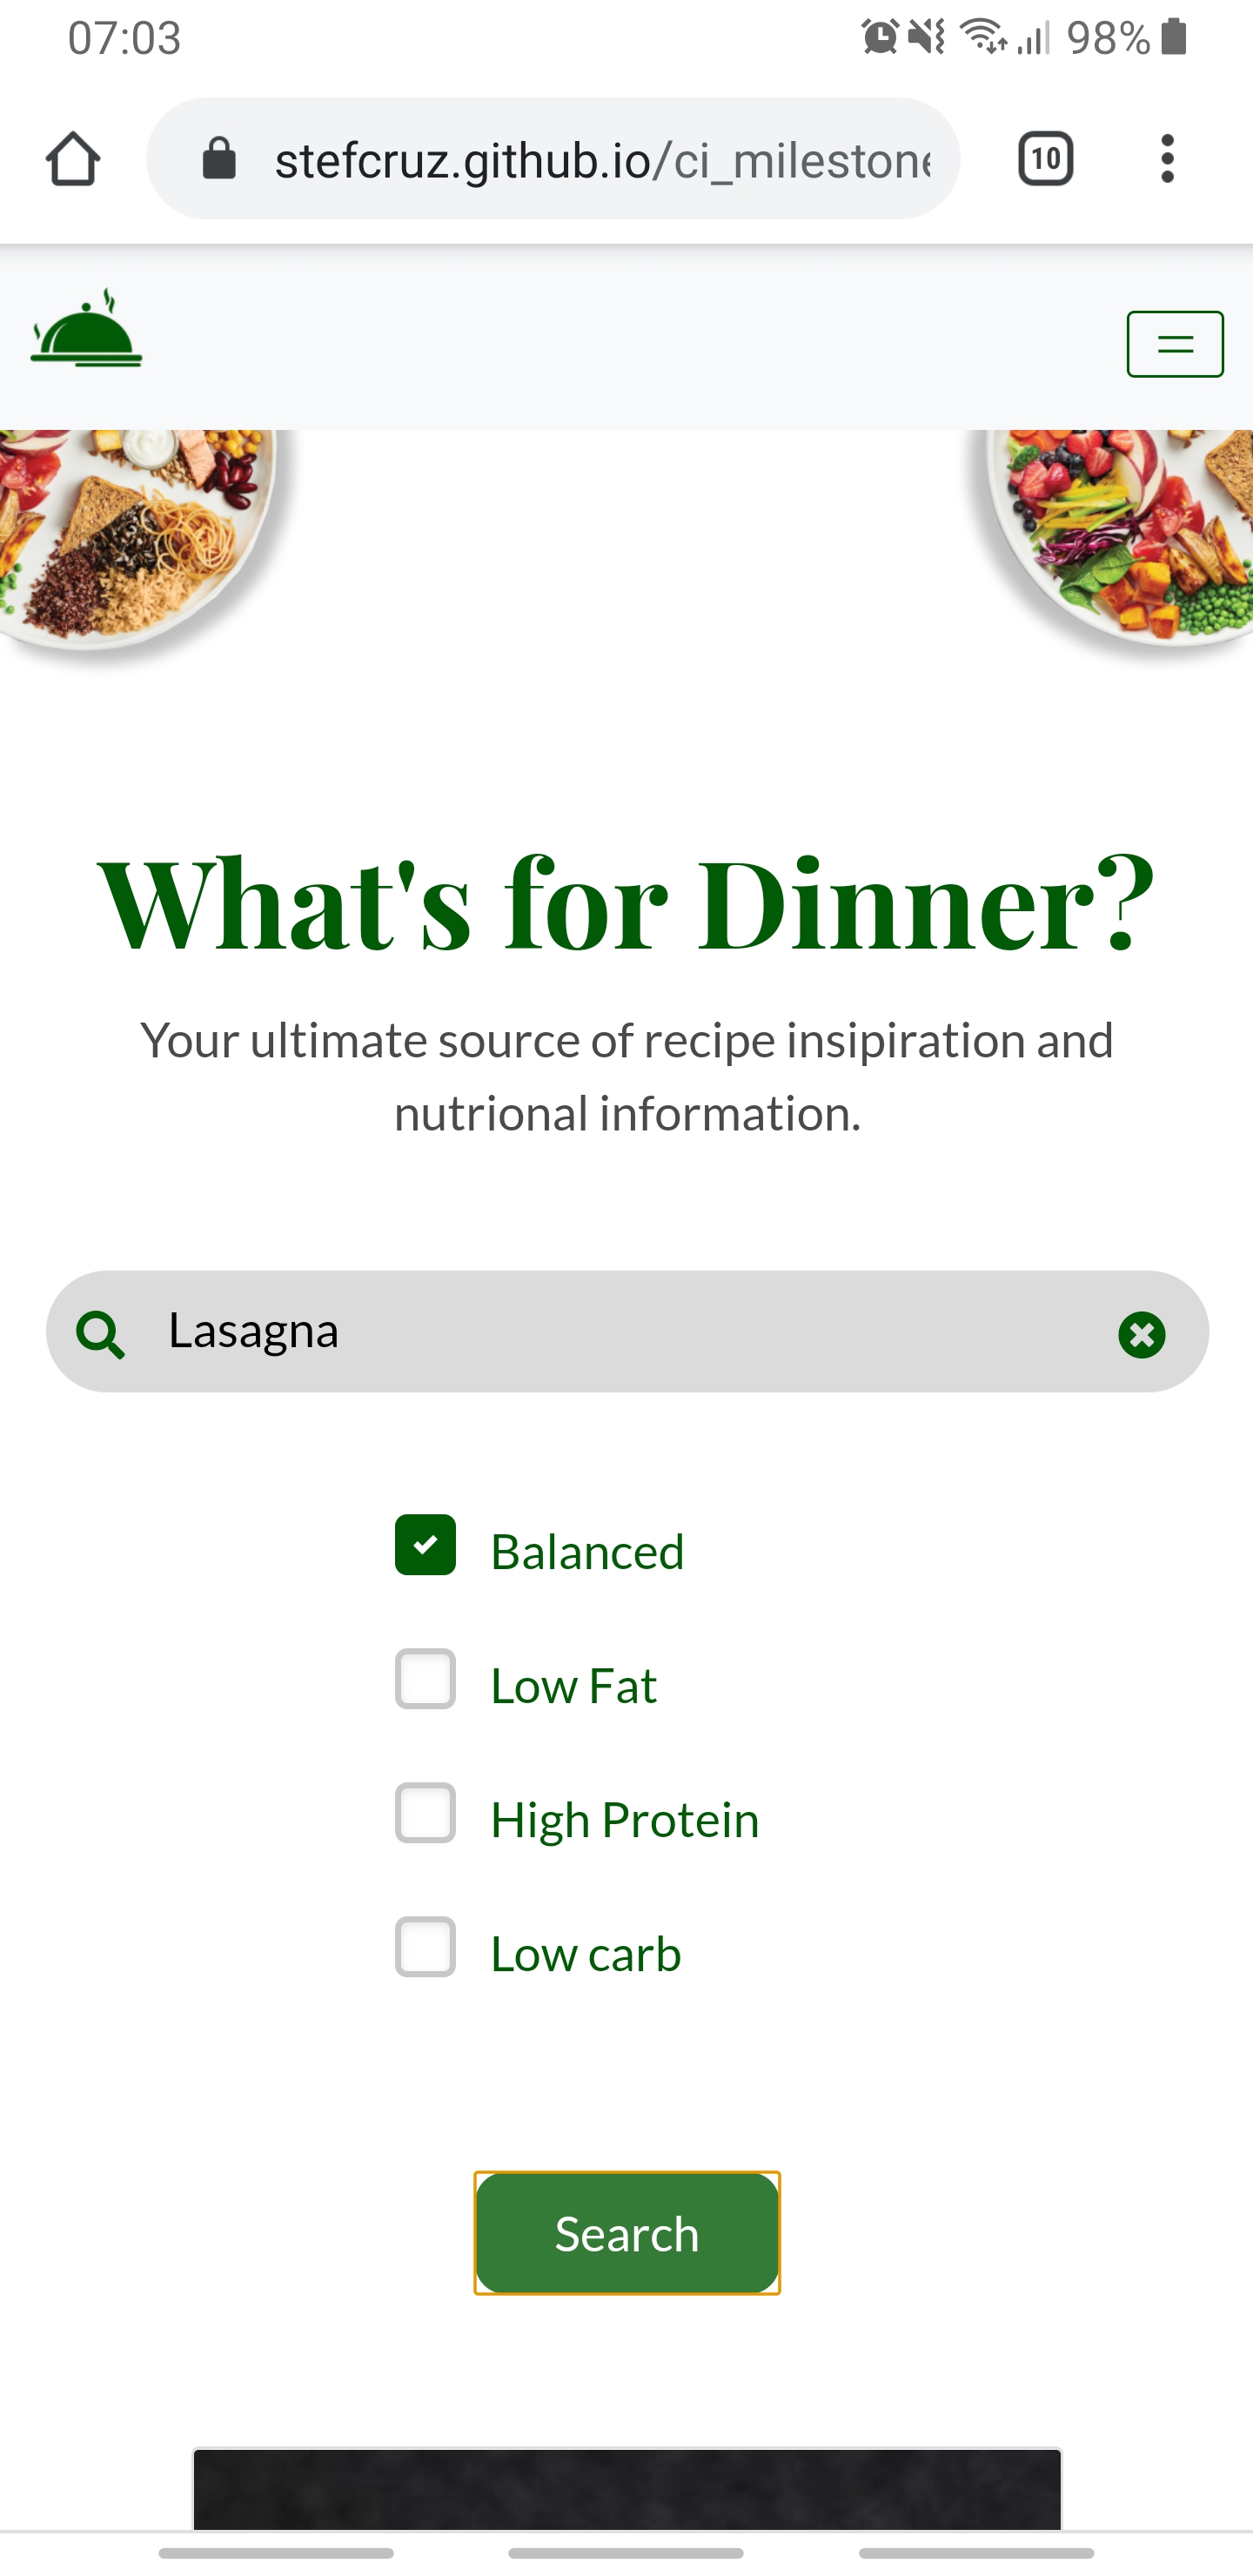 07:03
98%
stefcruz.github.io/ci_milestone
10
What's for Dinner?
Your ultimate source of recipe insipiration and
nutrional information.
Lasagna
Balanced
Low Fat
High Protein
Low carb
Search